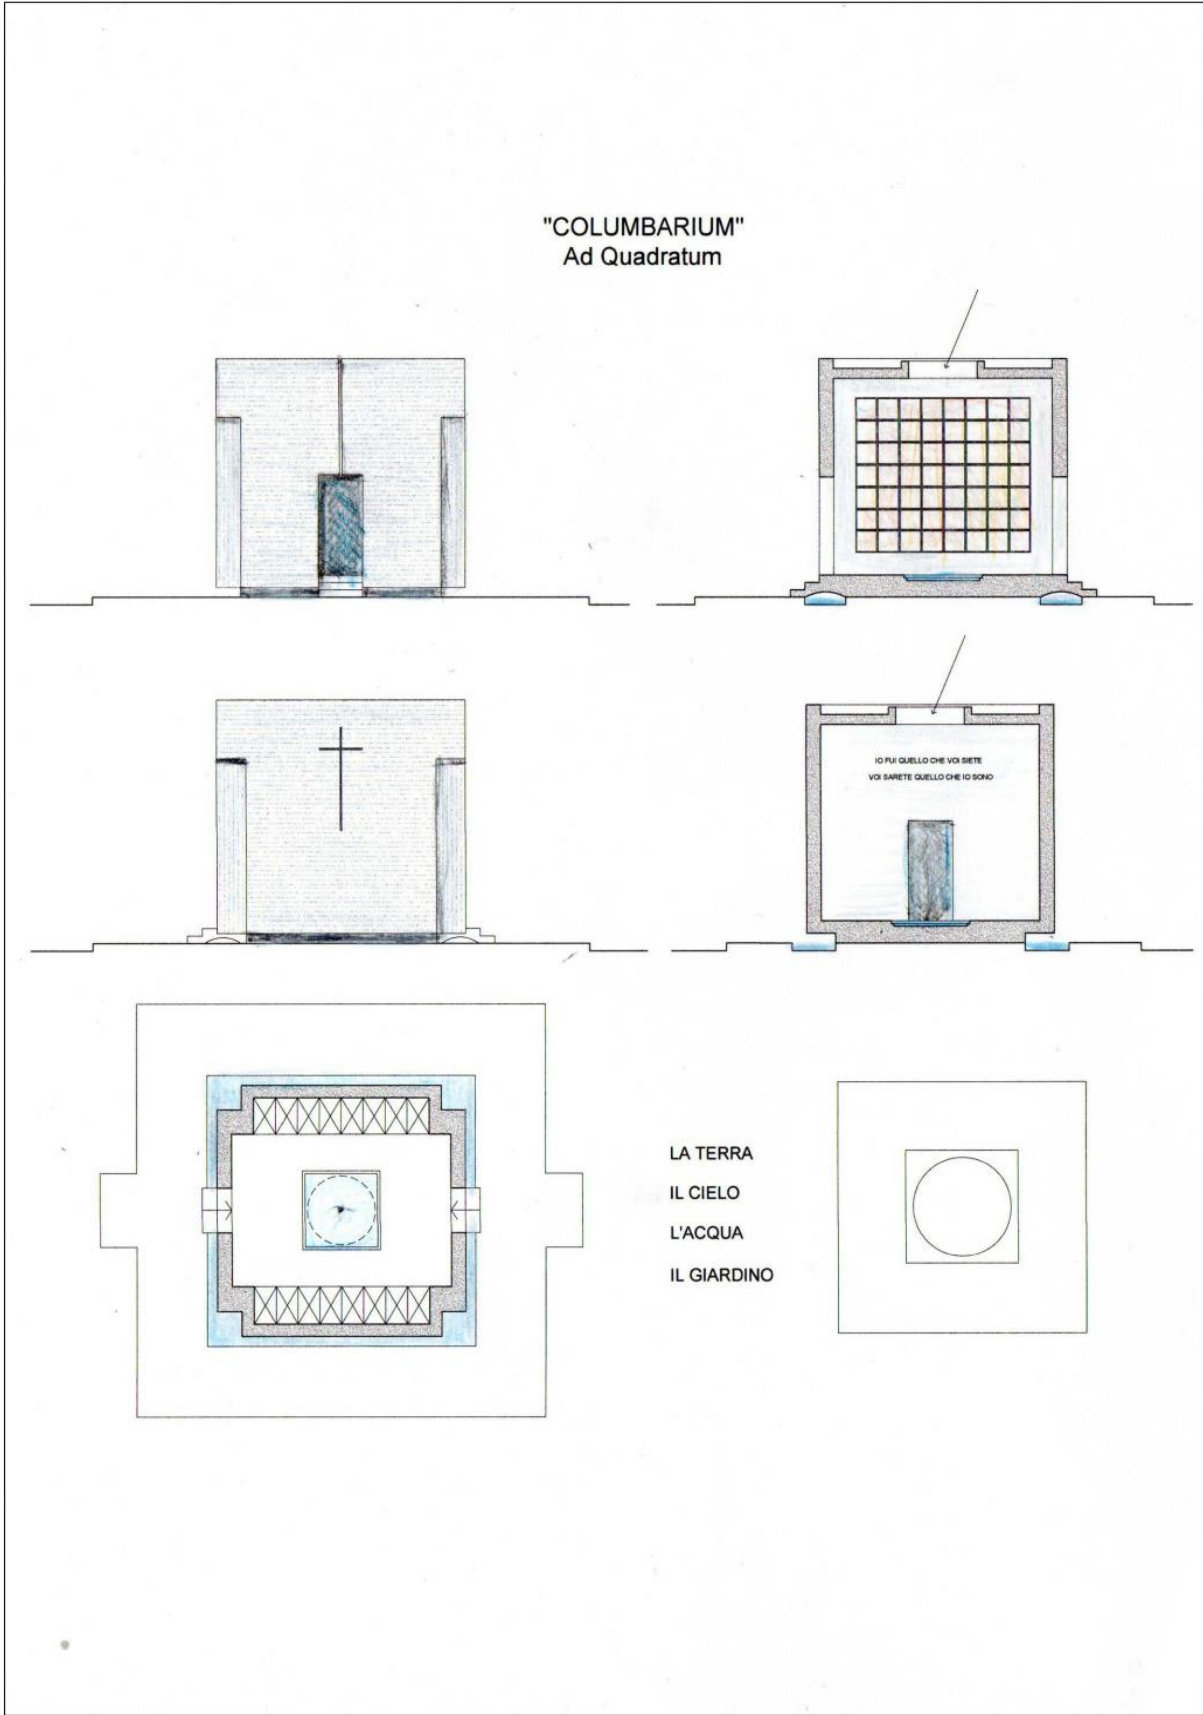 "COLUMBARIUM"
Ad Quadratum
IO FUI QUELLO CHE VOI SIETE
VOI SARETE QUELLO CHE IO SONO
LA TERRA
IL CIELO
L'ACQUA
IL GIARDINO